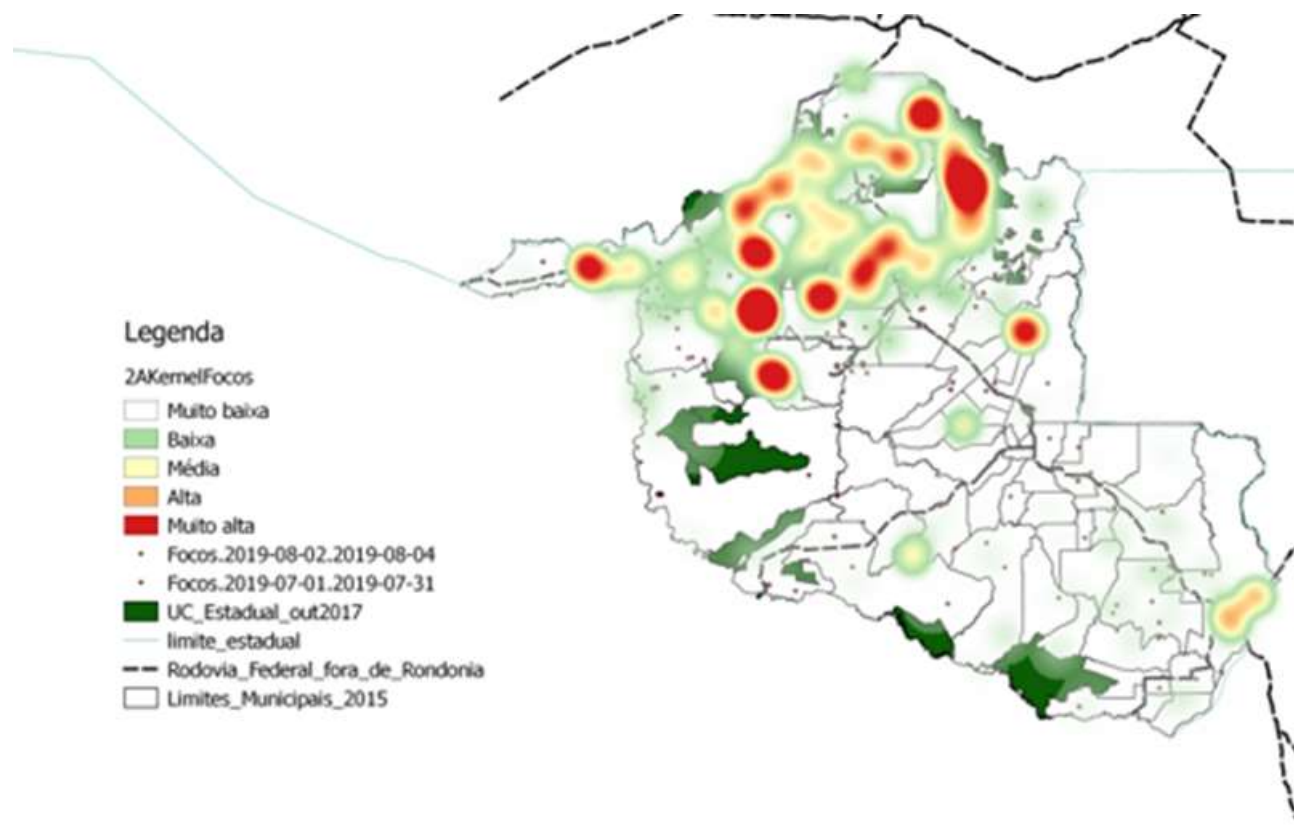 Legenda
2AKernelFocos
Muito baixa
Baixa
Média
Alta
Muito alta
Focos.2019-08-02.2019-08-04
Focos.2019-07-01.2019-07-31
UC_Estadual_out2017
limite_estadual
Rodovia_Federal_fora_de_Rondonia
Limites_Municipais_2015